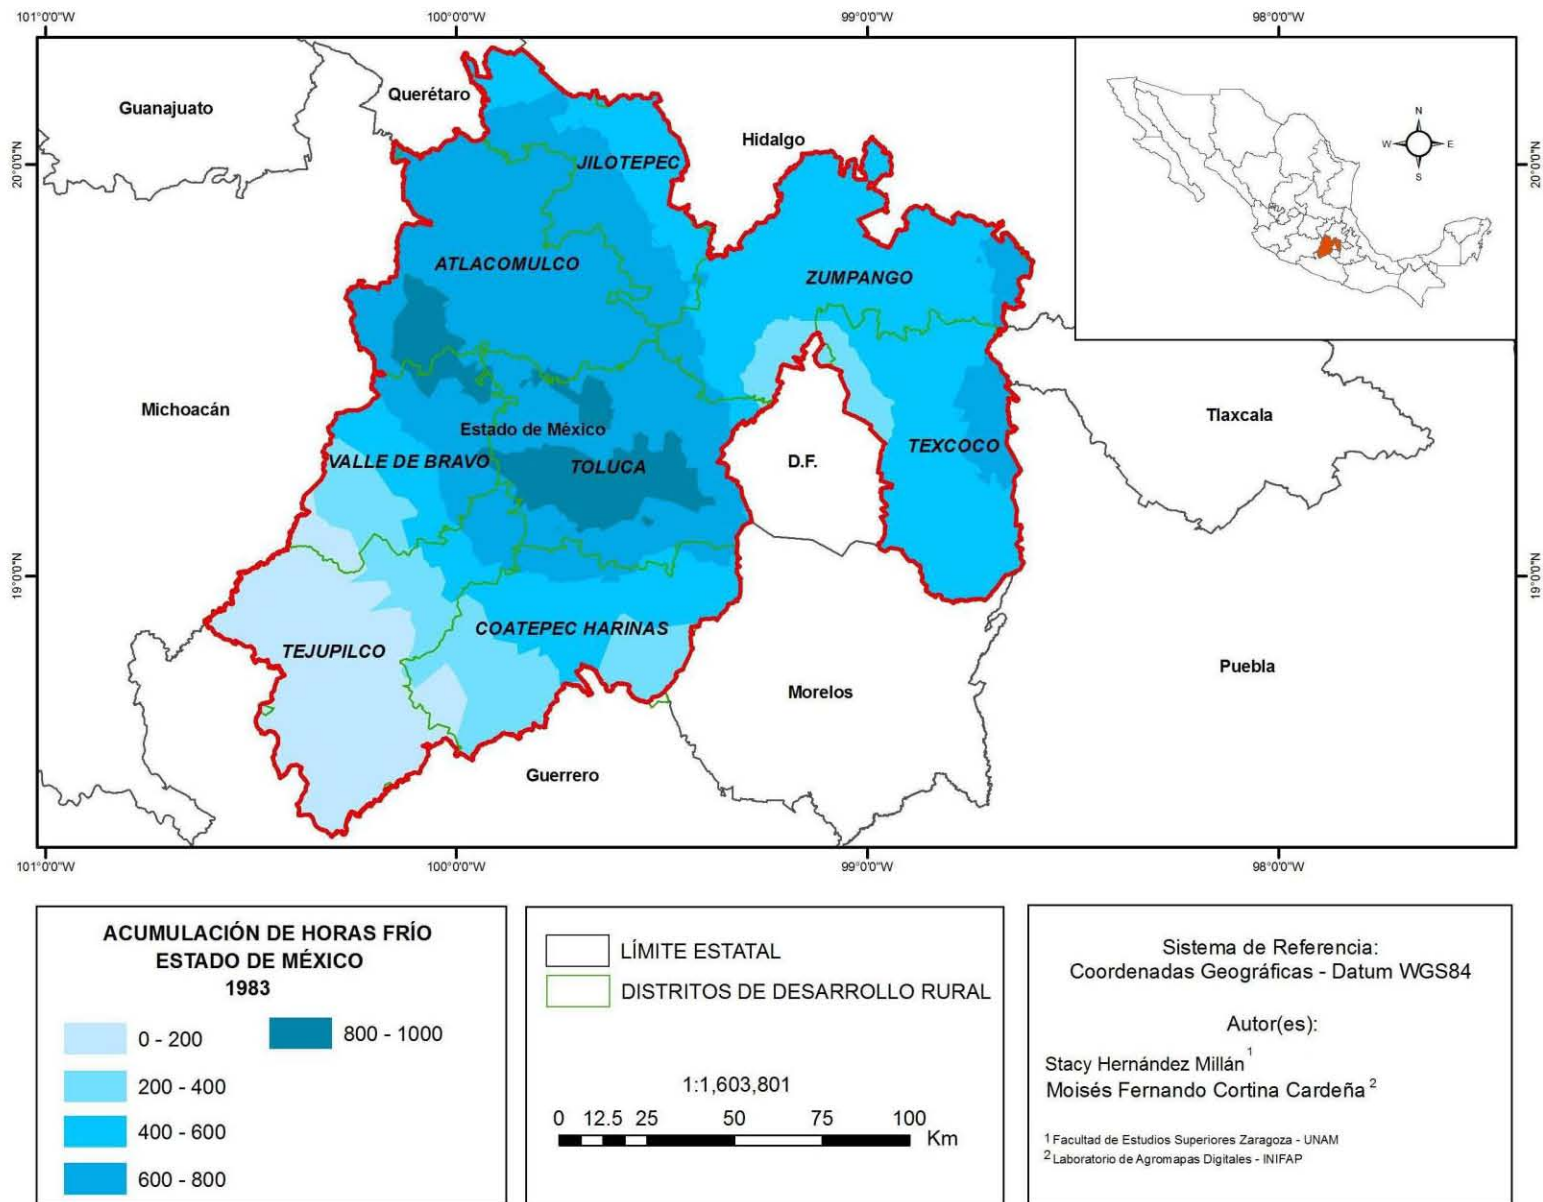 101°0'0"W
100°0'0"W
99°0'0"W
98°0'0"W
20°0'0"N
19°0'0"N
20°0'0"N
19°0'0"N
Guanajuato
Querétaro
Hidalgo
JILOTEPEC
ATLACOMULCO
ZUMPANGO
Michoacán
Estado de México
VALLE DE BRAVO
TOLUCA
D.F.
TEXCOCO
Tlaxcala
COATEPEC HARINAS
TEJUPILCO
Morelos
Puebla
Guerrero
N
W
E
S
101°0'0"W
100°0'0"W
99°0'0"W
98°0'0"W
ACUMULACIÓN DE HORAS FRÍO
ESTADO DE MÉXICO
1983
0 - 200
200 - 400
400 - 600
600 - 800
800 - 1000
LÍMITE ESTATAL
DISTRITOS DE DESARROLLO RURAL
1:1,603,801
0 12.5 25 50 75 100
Km
Sistema de Referencia:
Coordenadas Geográficas - Datum WGS84
Autor(es):
Stacy Hernández Millán 1
Moisés Fernando Cortina Cardeña 2
1 Facultad de Estudios Superiores Zaragoza - UNAM
2 Laboratorio de Agromapas Digitales - INIFAP